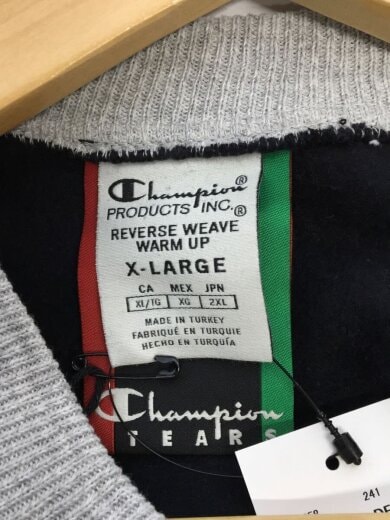 Champion®
PRODUCTS INC.®
REVERSE WEAVE
WARM UP
X-LARGE
CA MEX JPN
XL/TG XG 2XL
MADE IN TURKEY
FABRIQUÉ EN TURQUIE
HECHO EN TURQUÍA
Champion
TEARS
241